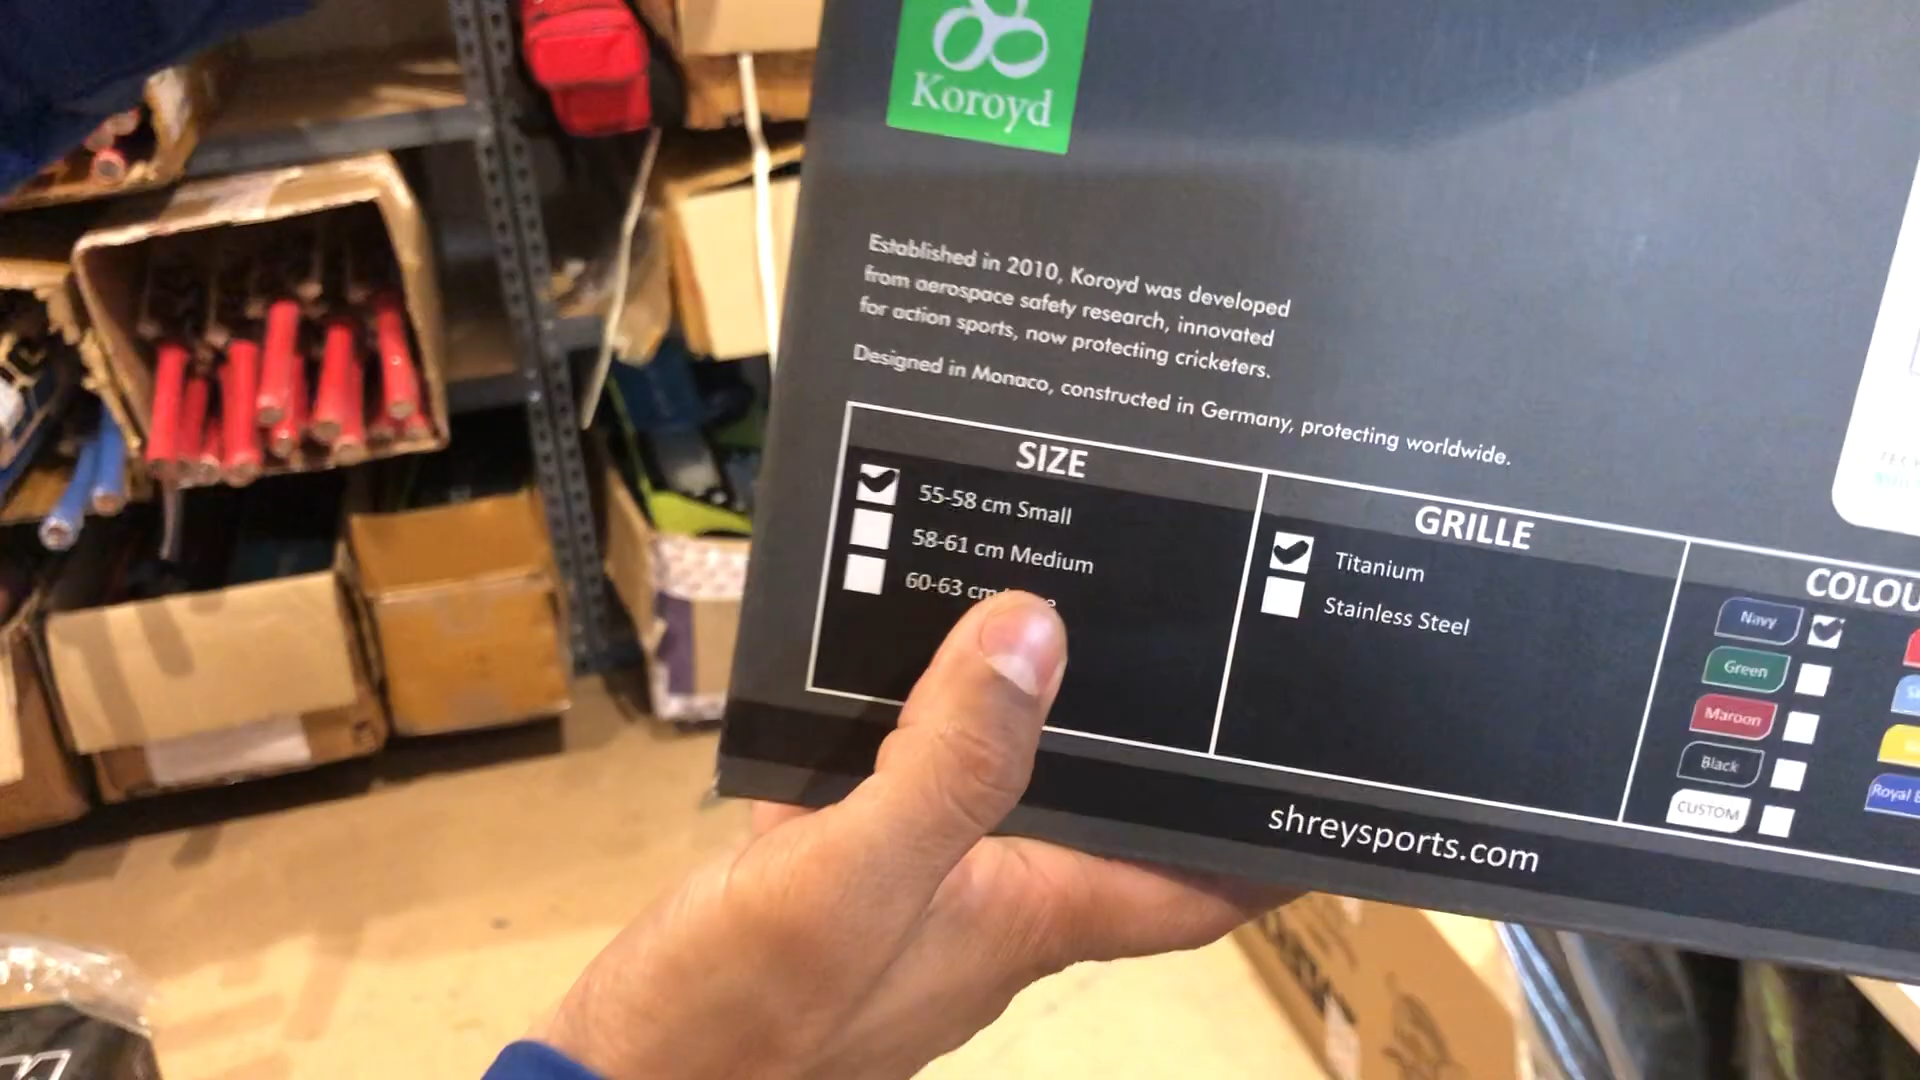 Koroyd
Established in 2010, Koroyd was developed
from aerospace safety research, innovated
for action sports, now protecting cricketers.
Designed in Monaco, constructed in Germany, protecting worldwide.
SIZE
55-58 cm Small
58-61 cm Medium
60-63 cm
GRILLE
Titanium
Stainless Steel
COLOU
Navy
Green
Maroon
Black
CUSTOM
Royal
shreysports.com